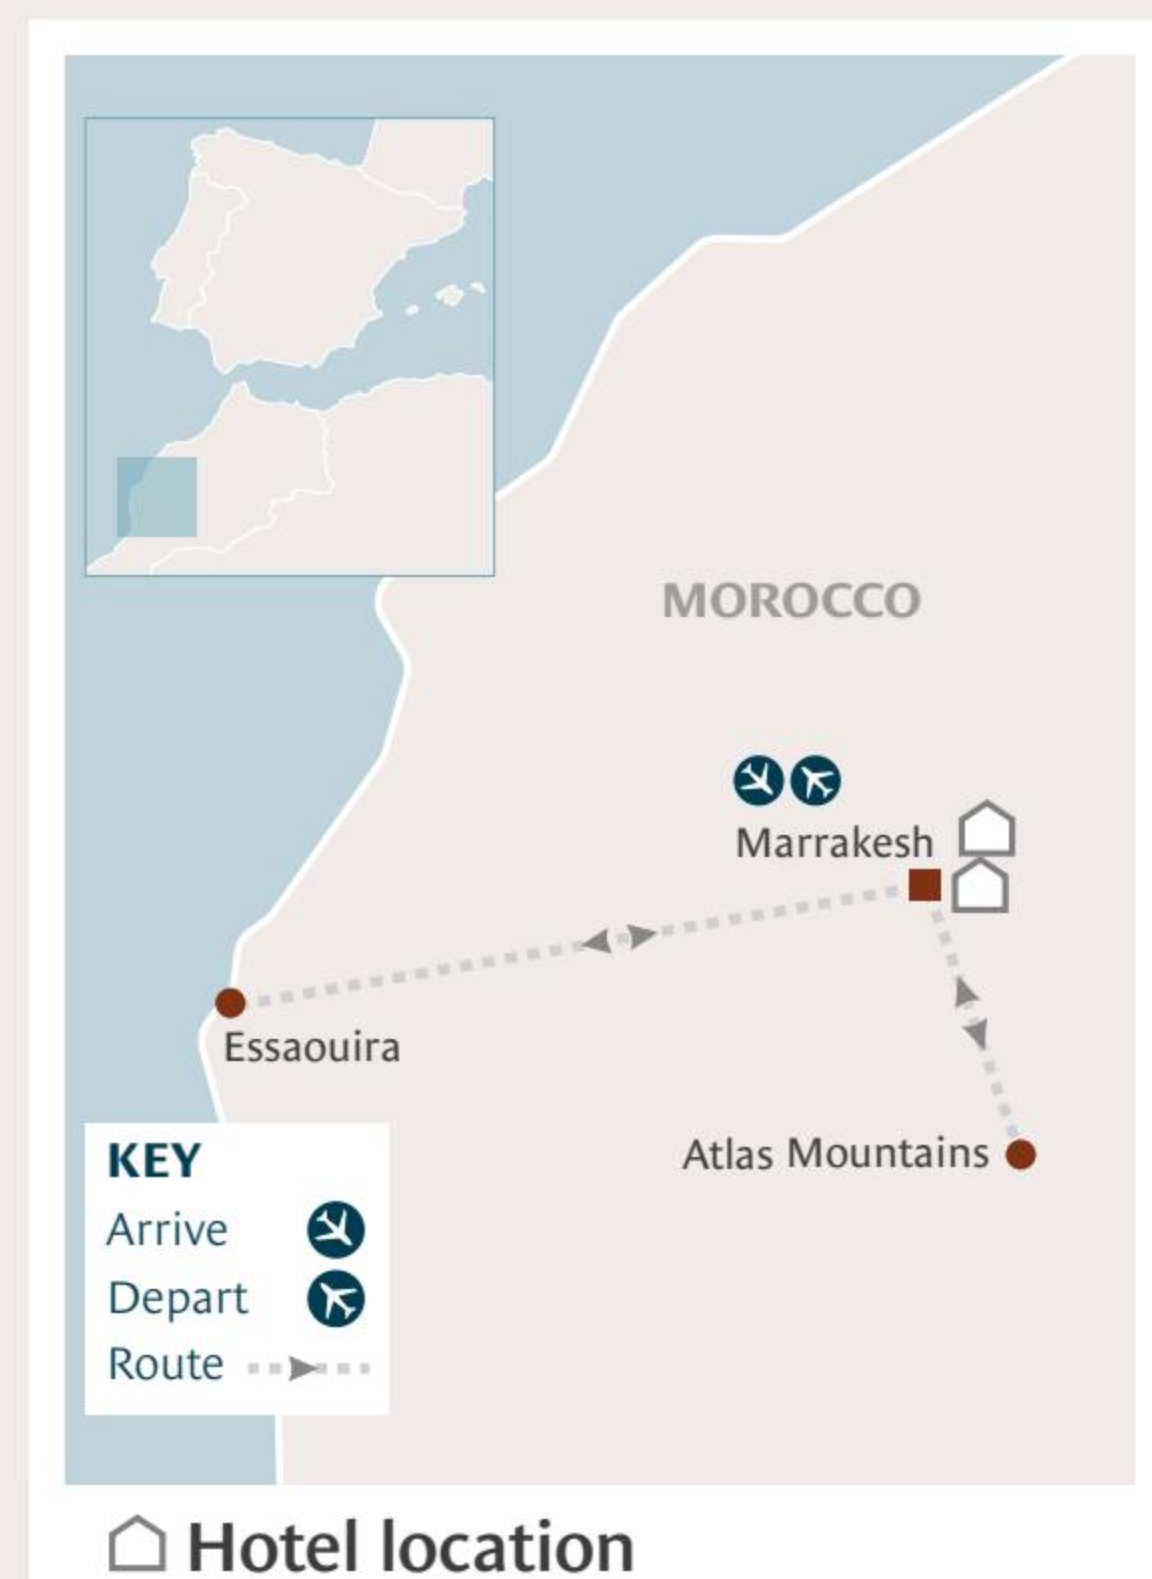 MOROCCO
Marrakesh
Essaouira
Atlas Mountains
KEY
Arrive
Depart
Route
Hotel location